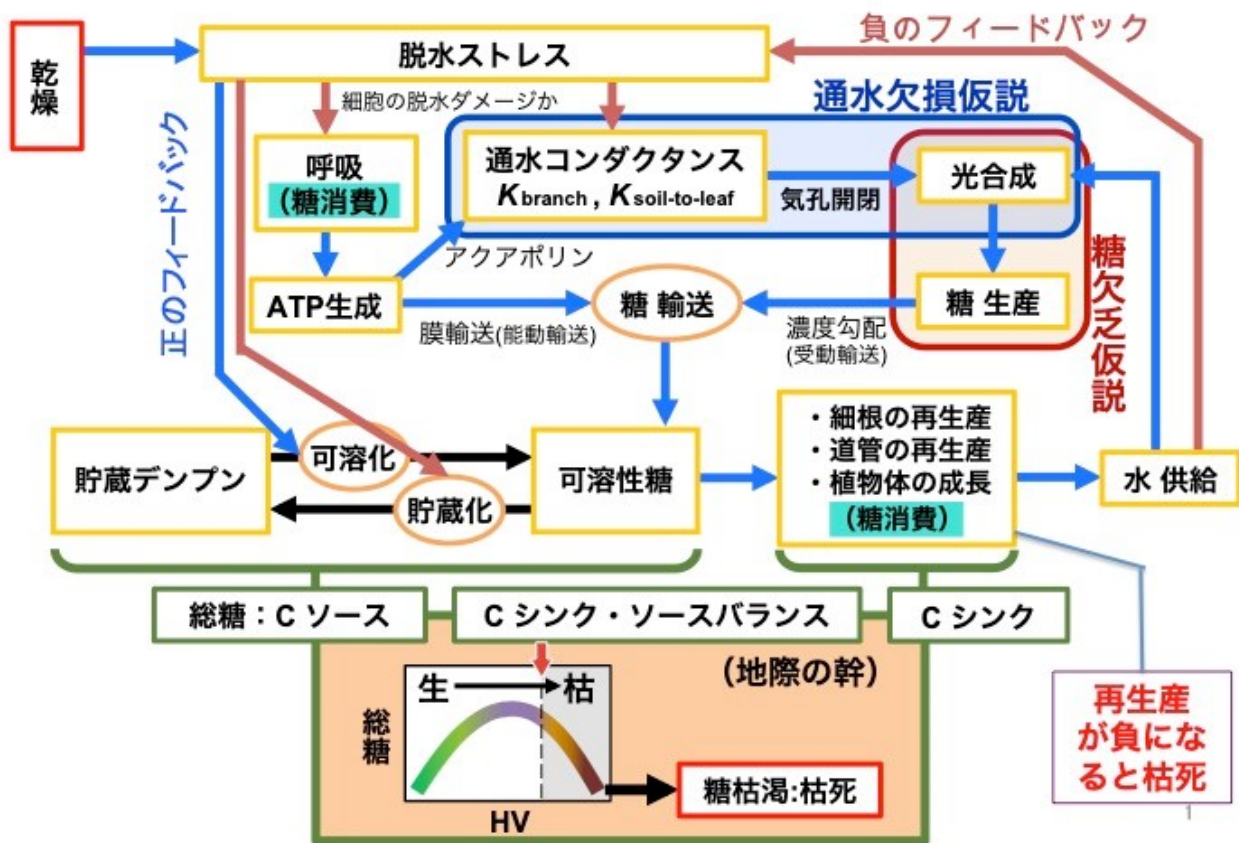 負のフィードバック
乾燥
脱水ストレス
細胞の脱水ダメージか
通水欠損仮説
正のフィードバック
呼吸
(糖消費)
通水コンダクタンス
Kbranch , Ksoil-to-leaf
気孔開閉
光合成
アクアポリン
ATP生成
糖 輸送
糖 生産
糖欠乏仮説
膜輸送(能動輸送)
濃度勾配
(受動輸送)
貯蔵デンプン
可溶化
貯蔵化
可溶性糖
・細根の再生産
・道管の再生産
・植物体の成長
(糖消費)
水 供給
総糖：C ソース
C シンク・ソースバランス
C シンク
(地際の幹)
生
枯
総糖
HV
糖枯渇:枯死
再生産
が負にな
ると枯死
1